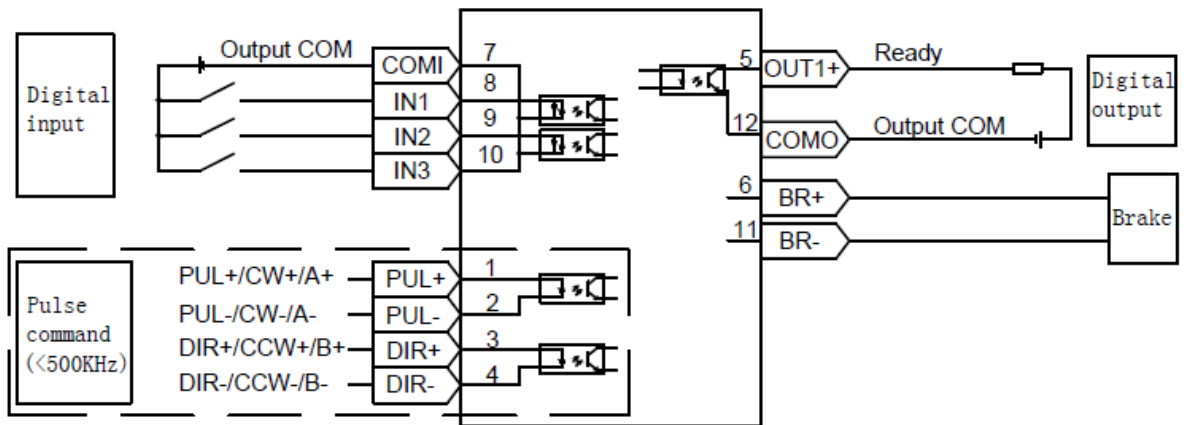 Digital
input
Output COM
COMI
7
8
IN1
9
IN2
10
IN3
5
OUT1+
Ready
12
COMO
Output COM
Digital
output
6
BR+
11
BR-
Brake
Pulse
command
(<500KHz)
PUL+/CW+/A+
PUL+
1
PUL-/CW-/A-
PUL-
2
DIR+/CCW+/B+
DIR+
3
DIR-/CCW-/B-
DIR-
4